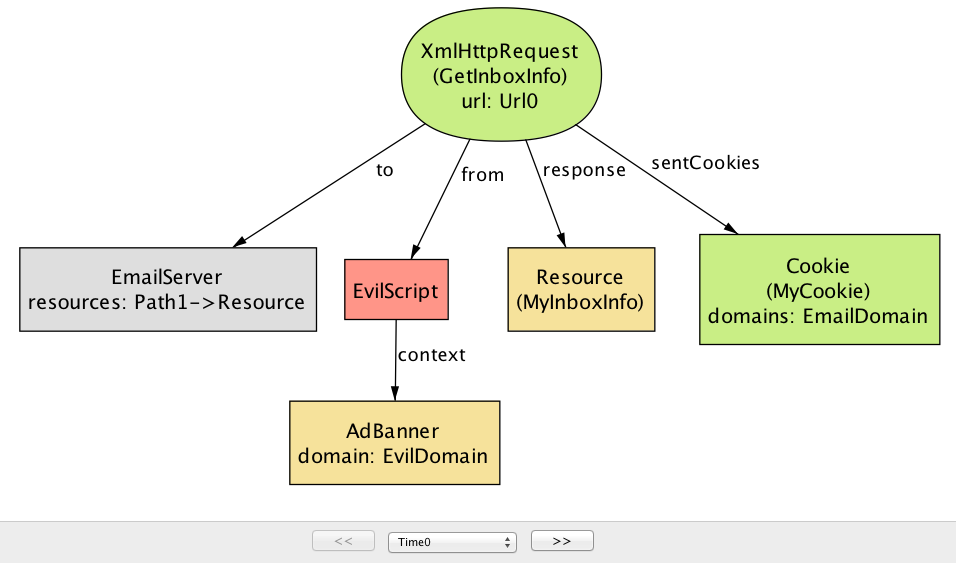 XmlHttpRequest
(GetInboxInfo)
url: Url0
to
from
response
sentCookies
EmailServer
resources: Path1->Resource
EvilScript
Resource
(MyInboxInfo)
Cookie
(MyCookie)
domains: EmailDomain
context
AdBanner
domain: EvilDomain
<<
Time0
>>